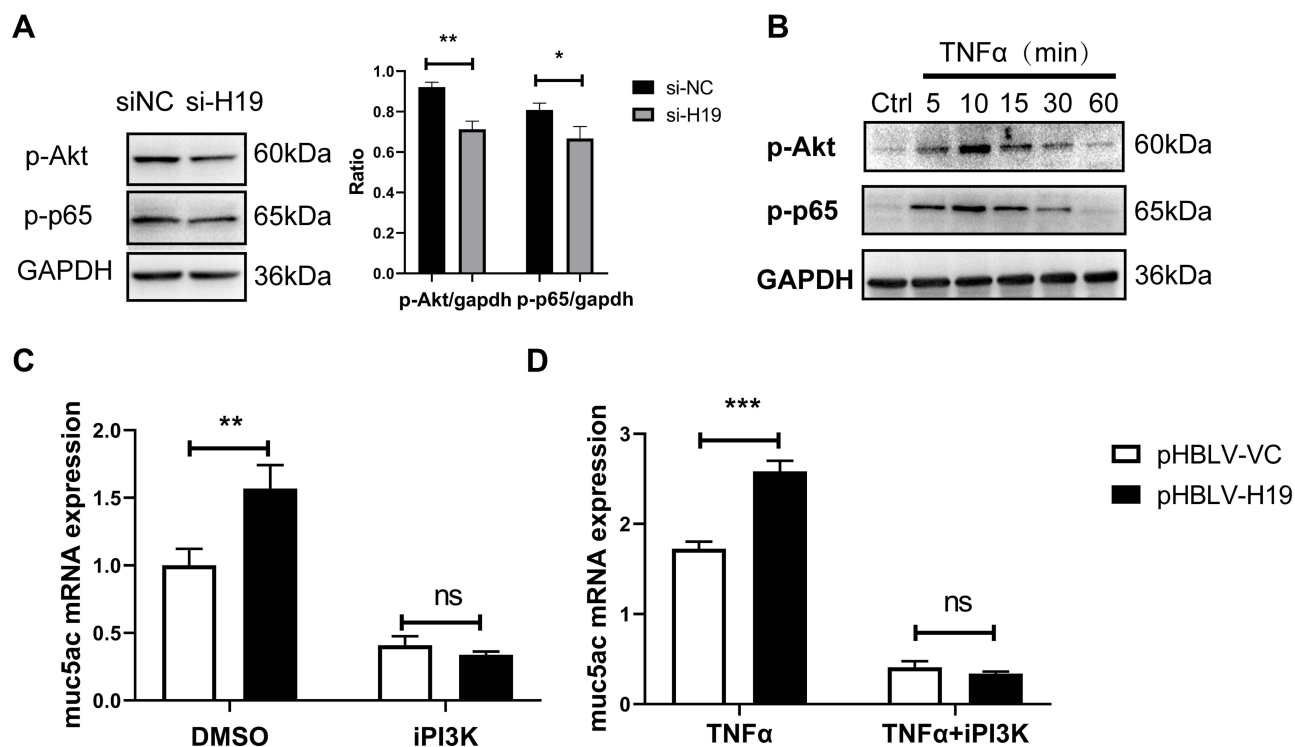 A
siNC si-H19
p-Akt 60kDa
p-p65 65kDa
GAPDH 36kDa
** *
1.0
0.8
0.6
0.4
0.2
0.0
Ratio
p-Akt/gapdh p-p65/gapdh
si-NC
si-H19
B
TNFα（min）
Ctrl 5 10 15 30 60
p-Akt 60kDa
p-p65 65kDa
GAPDH 36kDa
C
muc5ac mRNA expression
2.0
1.5
1.0
0.5
0.0
**
ns
DMSO iPI3K
D
muc5ac mRNA expression
3
2
1
0
***
ns
TNFα TNFα+iPI3K
pHBLV-VC
pHBLV-H19